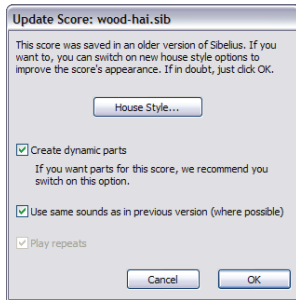 Update Score: wood-hai.sib
This score was saved in an older version of Sibelius. If you
want to, you can switch on new house style options to
improve the score's appearance. If in doubt, just click OK.
House Style...
Create dynamic parts
If you want parts for this score, we recommend you
switch on this option.
Use same sounds as in previous version (where possible)
Play repeats
Cancel
OK